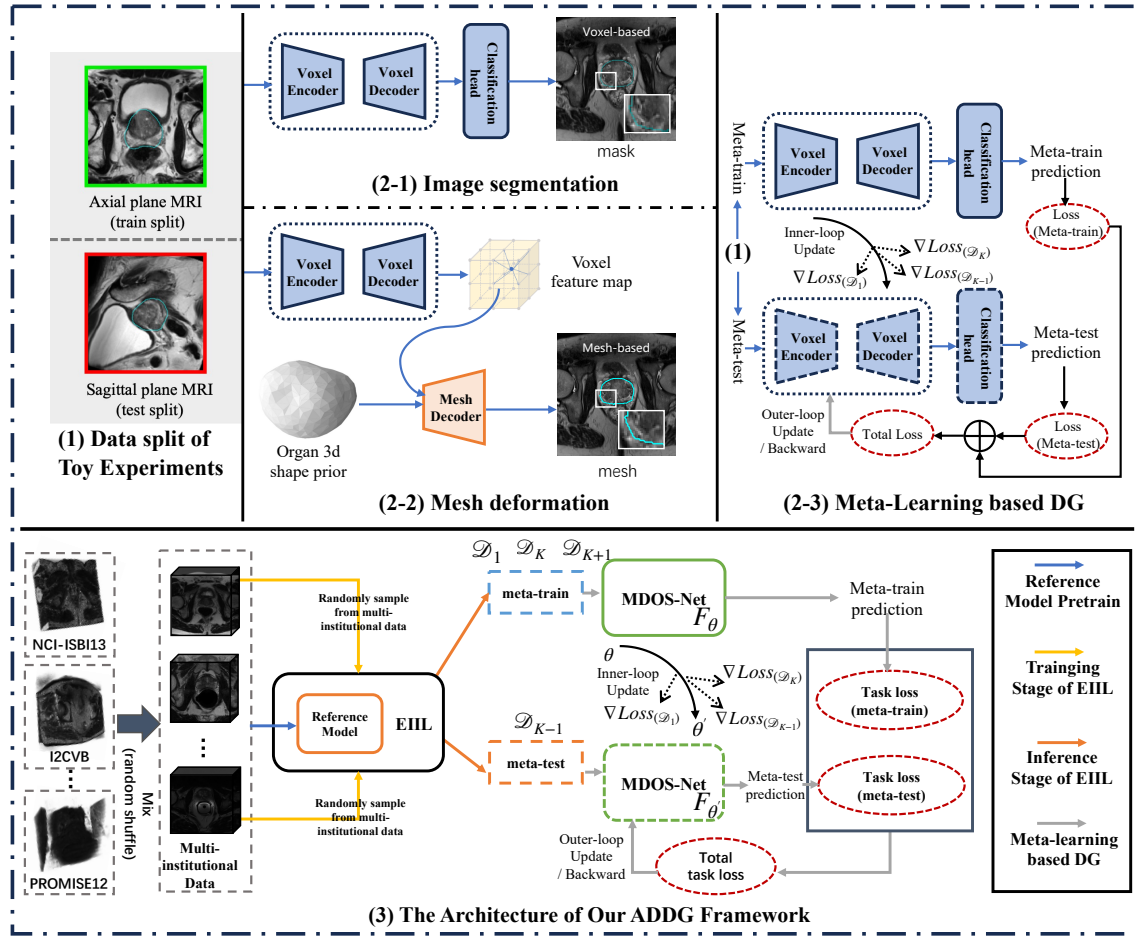 Axial plane MRI
(train split)
Sagittal plane MRI
(test split)
(1) Data split of
Toy Experiments
Voxel
Encoder
Voxel
Decoder
Classification
head
Voxel-based
mask
(2-1) Image segmentation
Voxel
Encoder
Voxel
Decoder
Voxel
feature map
Organ 3d
shape prior
Mesh
Decoder
Mesh-based
mesh
(2-2) Mesh deformation
(1)
Meta-train
Voxel
Encoder
Voxel
Decoder
Classification
head
Meta-train
prediction
Loss
(Meta-train)
Inner-loop
Update
∇Loss(𝒟1)
∇Loss(𝒟K)
∇Loss(𝒟K-1)
Meta-test
Voxel
Encoder
Voxel
Decoder
Classification
head
Meta-test
prediction
Loss
(Meta-test)
Total Loss
Outer-loop
Update
/ Backward
(2-3) Meta-Learning based DG
NCI-ISBI13
I2CVB
PROMISE12
Mix
(random shuffle)
Multi-
institutional
Data
Randomly sample
from multi-
institutional data
Reference
Model
EIIL
Randomly sample
from multi-
institutional data
𝒟1 𝒟K 𝒟K+1
meta-train
MDOS-Net
Fθ
Meta-train
prediction
θ
Inner-loop
Update
∇Loss(𝒟1)
θ′
∇Loss(𝒟K)
∇Loss(𝒟K-1)
𝒟K-1
meta-test
MDOS-Net
Fθ′
Meta-test
prediction
Task loss
(meta-train)
Task loss
(meta-test)
Outer-loop
Update
/ Backward
Total
task loss
Reference
Model Pretrain
Trainging
Stage of EIIL
Inference
Stage of EIIL
Meta-learning
based DG
(3) The Architecture of Our ADDG Framework